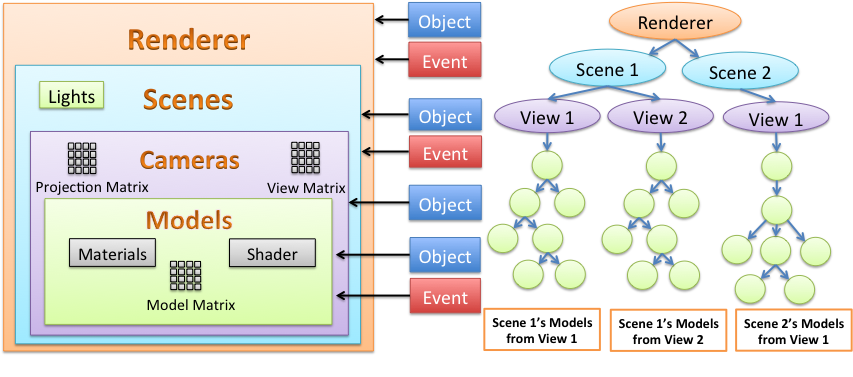 Renderer
Scenes
Lights
Cameras
Projection Matrix
View Matrix
Models
Materials
Shader
Model Matrix
Object
Event
Object
Event
Object
Object
Event
Renderer
Scene 1
Scene 2
View 1
View 2
View 1
Scene 1's Models
from View 1
Scene 1's Models
from View 2
Scene 2's Models
from View 1